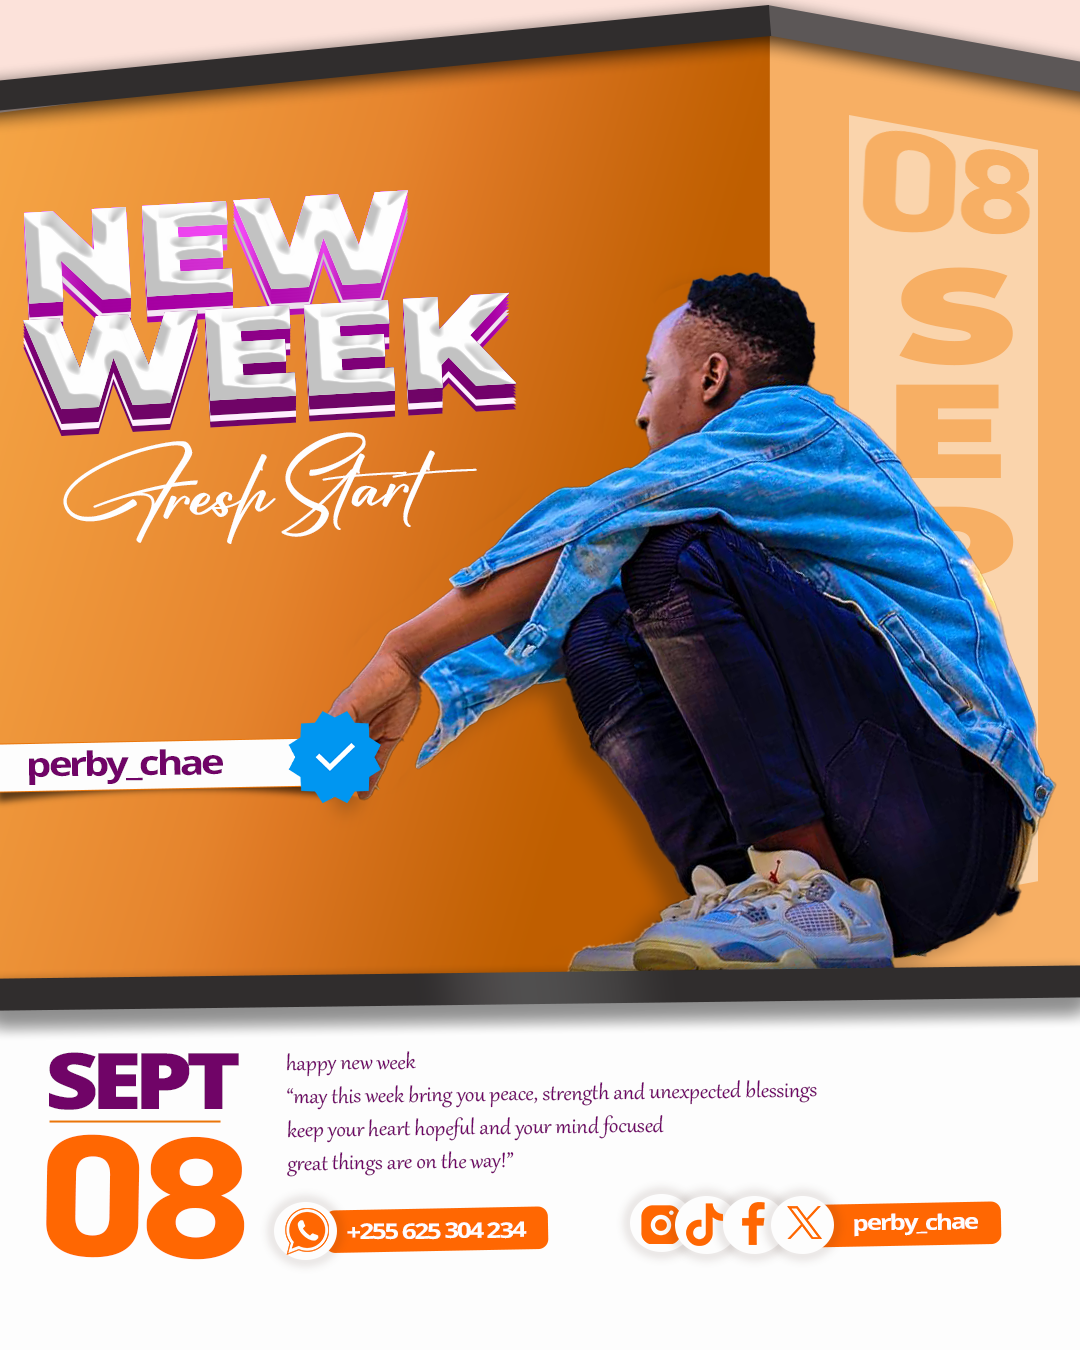 08
SEP
NEW
WEEK
Fresh Start
perby_chae
SEPT
08
happy new week
“may this week bring you peace, strength and unexpected blessings
keep your heart hopeful and your mind focused
great things are on the way!”
+255 625 304 234
perby_chae